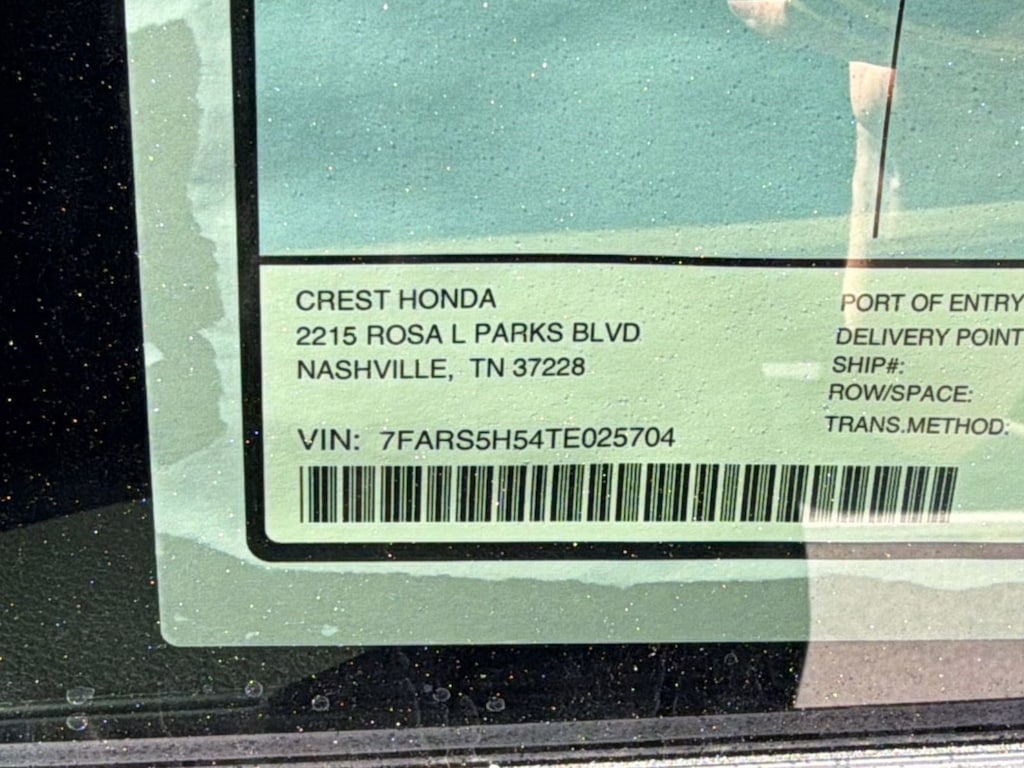 CREST HONDA
2215 ROSA L PARKS BLVD
NASHVILLE, TN 37228
VIN: 7FARS5H54TE025704
PORT OF ENTRY
DELIVERY POINT
SHIP#:
ROW/SPACE:
TRANS.METHOD: